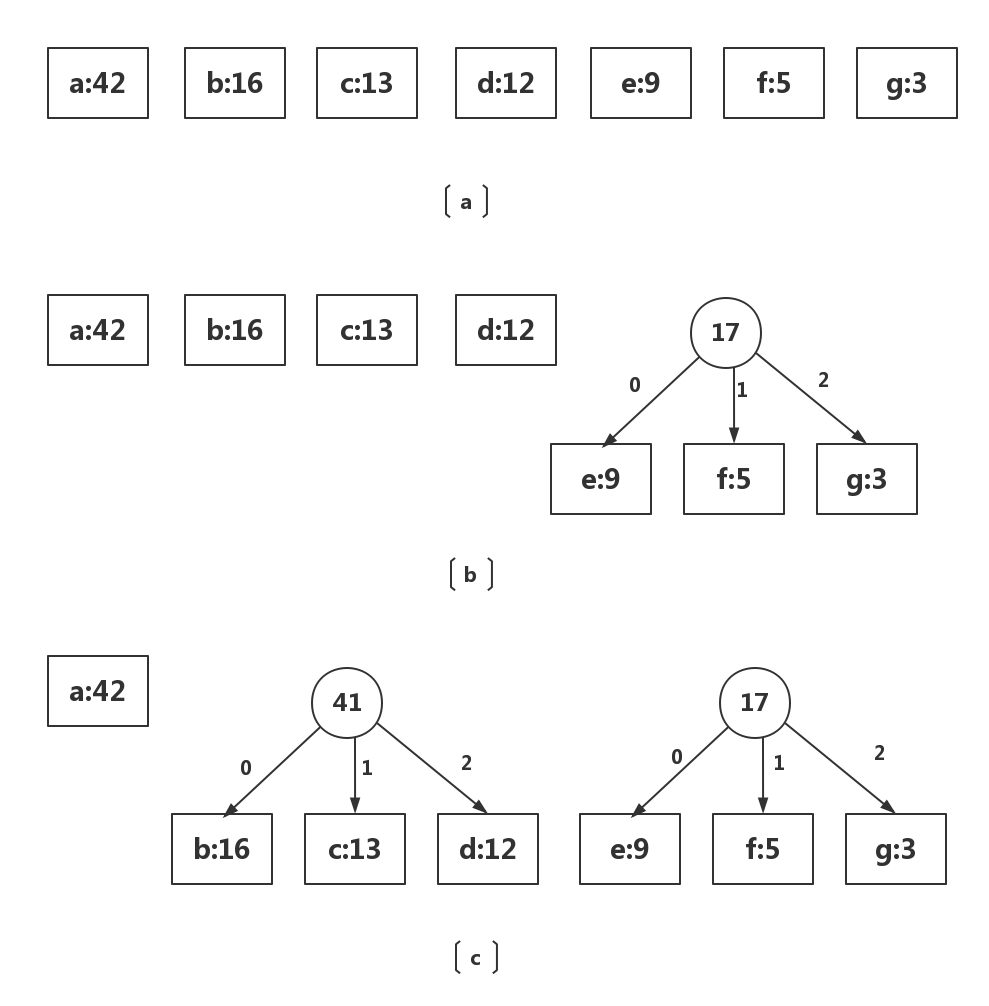 a:42 b:16 c:13 d:12 e:9 f:5 g:3
[ a ]
a:42 b:16 c:13 d:12 17
0 1 2
e:9 f:5 g:3
[ b ]
a:42 41 17
0 1 2 0 1 2
b:16 c:13 d:12 e:9 f:5 g:3
[ c ]